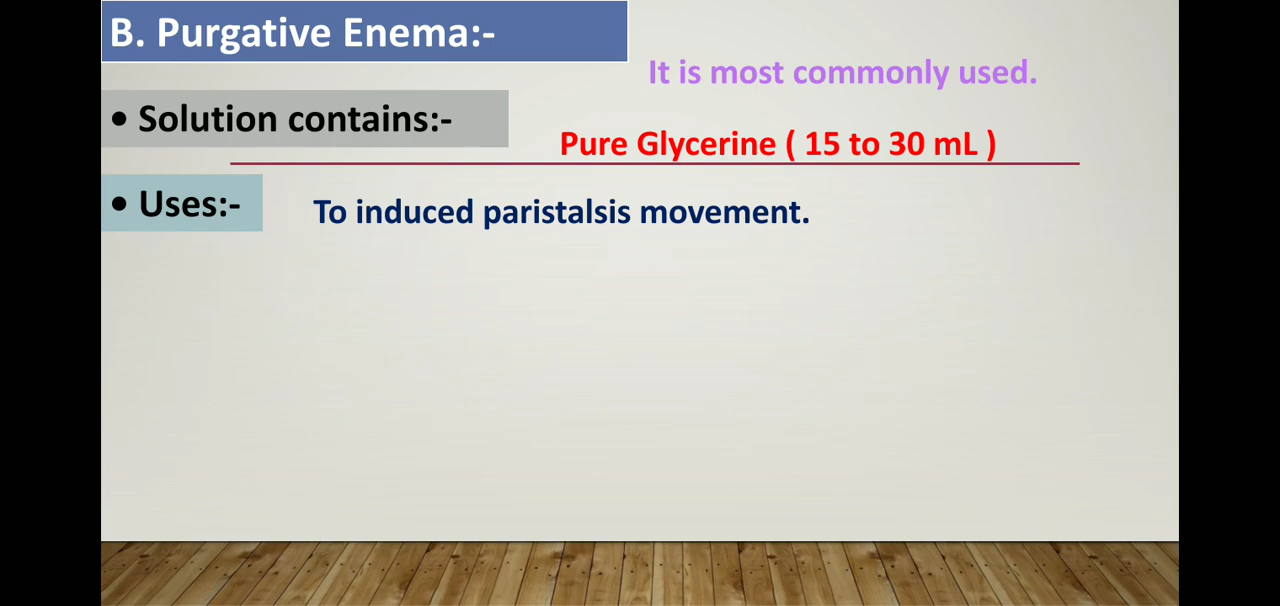 B. Purgative Enema:-
It is most commonly used.
• Solution contains:-
Pure Glycerine ( 15 to 30 mL )
• Uses:-
To induced paristalsis movement.